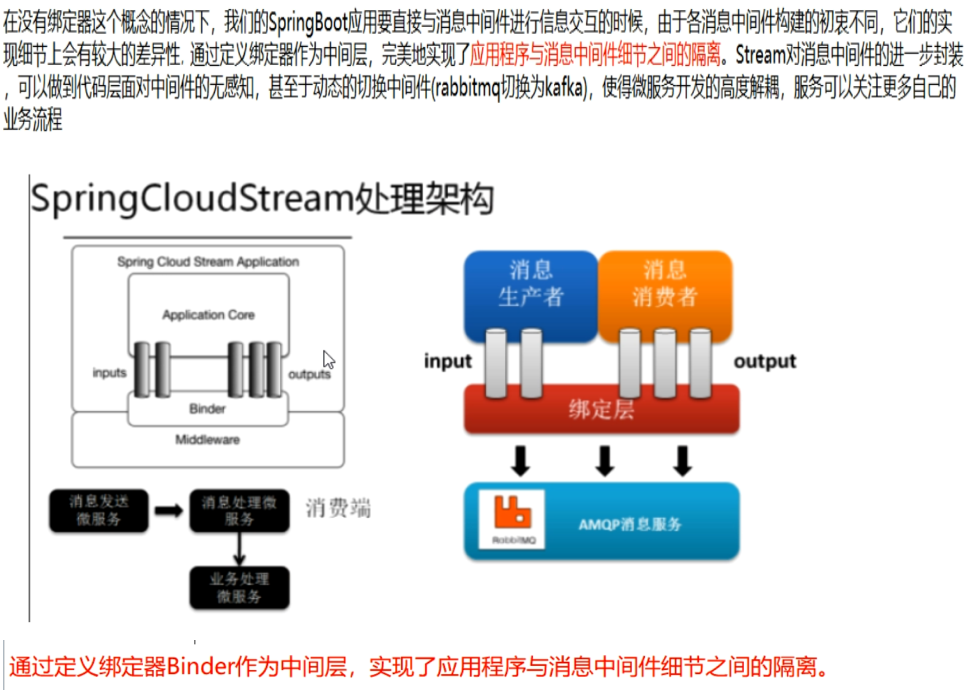 在没有绑定器这个概念的情况下，我们的SpringBoot应用要直接与消息中间件进行信息交互的时候，由于各消息中间件构建的初衷不同，它们的实
现细节上会有较大的差异性. 通过定义绑定器作为中间层，完美地实现了应用程序与消息中间件细节之间的隔离。Stream对消息中间件的进一步封装
，可以做到代码层面对中间件的无感知，甚至于动态的切换中间件(rabbitmq切换为kafka)，使得微服务开发的高度解耦，服务可以关注更多自己的
业务流程
SpringCloudStream处理架构
Spring Cloud Stream Application
Application Core
inputs
outputs
Binder
Middleware
消息发送
微服务
消息处理微
服务
消费端
业务处理
微服务
消息
生产者
消息
消费者
input
output
绑定层
RabbitMQ
AMQP消息服务
通过定义绑定器Binder作为中间层，实现了应用程序与消息中间件细节之间的隔离。